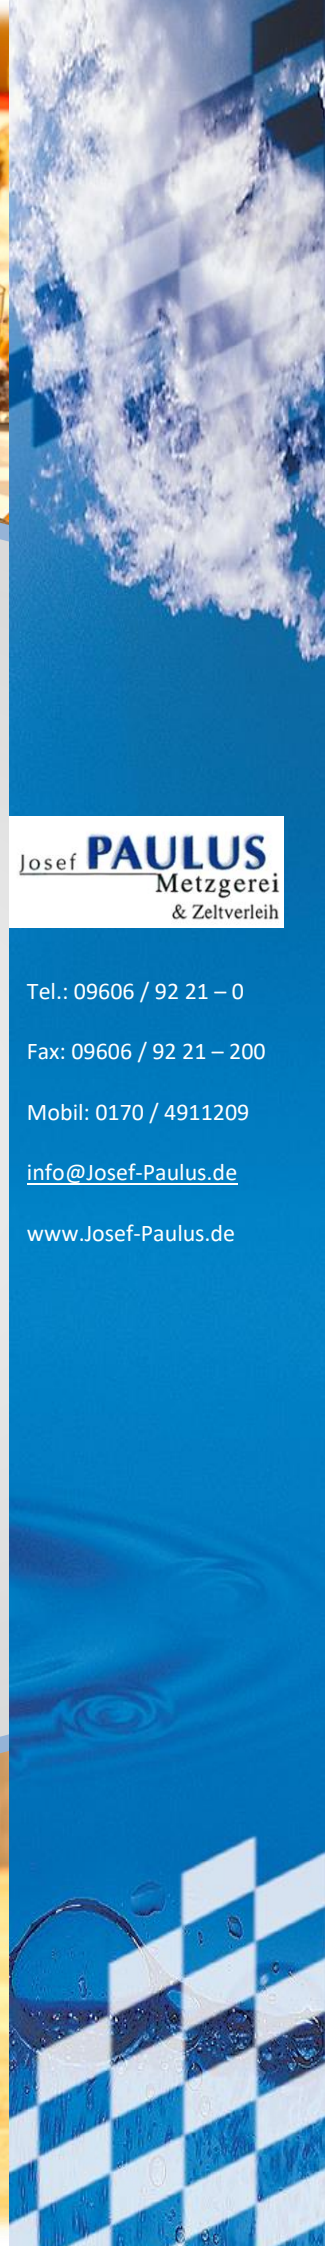 Josef PAULUS
Metzgerei
& Zeltverleih
Tel.: 09606 / 92 21 – 0
Fax: 09606 / 92 21 – 200
Mobil: 0170 / 4911209
info@Josef-Paulus.de
www.Josef-Paulus.de